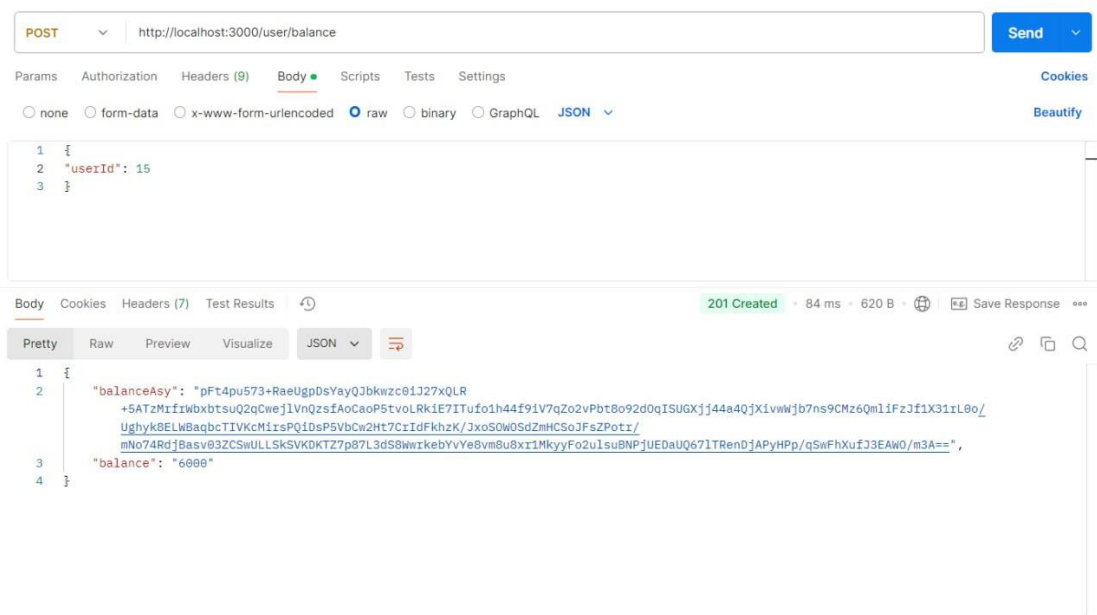 POST http://localhost:3000/user/balance Send
Params Authorization Headers (9) Body Scripts Tests Settings Cookies
none form-data x-www-form-urlencoded raw binary GraphQL JSON Beautify
1 {
2 "userId": 15
3 }
Body Cookies Headers (7) Test Results 201 Created 84 ms 620 B e.g. Save Response
Pretty Raw Preview Visualize JSON
1 {
2 "balanceAsy": "pFt4pu573+RaeUgpDsYayQJbkwzc0iJ27xQLR
+5ATzMrfrWbxbtsuQ2qCwejlVnQzsfAoCaoP5tvoLRkiE7ITufo1h44f9iV7qZo2vPbt8o92dOqISUGXjj44a4QjXivwWjb7ns9CMz6QmliFzJf1X31rL0o/
Ughyk8ELWBaqbcTIVKcMirsPQiDsP5VbCw2Ht7CrIdFkhzK/JxoSOWOSdZmHCSoJFsZPotr/
mNo74RdjBasv03ZCSwULLSkSVKDKTZ7p87L3dS8WwrkebYvYe8vm8u8xr1MkyyFo2ulsuBNPjUEDaUQ67lTRenDjAPyHPp/qSwFhXufJ3EAWO/m3A==",
3 "balance": "6000"
4 }